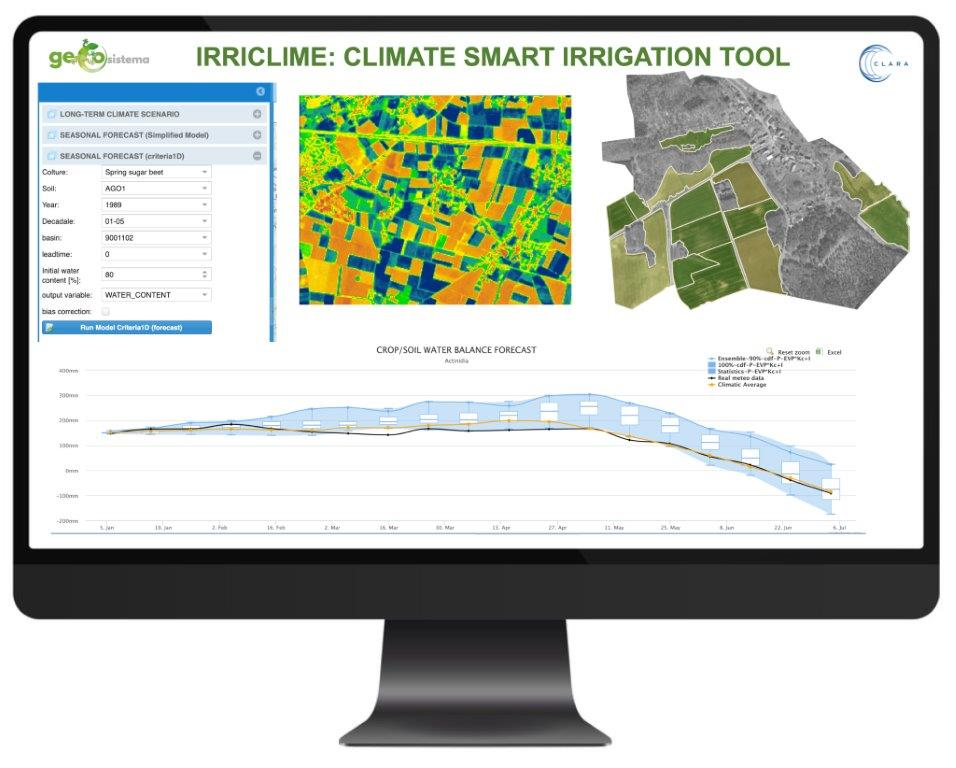 gecosistema
IRRICLIME: CLIMATE SMART IRRIGATION TOOL
CLARA
LONG-TERM CLIMATE SCENARIO
SEASONAL FORECAST (Simplified Model)
SEASONAL FORECAST (criteria1D)
Colture: Spring sugar beet
Soil: AGO1
Year: 1989
Decadale: 01-05
basin: 9001102
leadtime: 0
Initial water content [%]: 80
output variable: WATER_CONTENT
bias correction:
Run Model Criteria1D (forecast)
CROP/SOIL WATER BALANCE FORECAST
Actinidia
Reset zoom Excel
Ensemble-90%-cdf-P-EVP*Kc+I
100%-cdf-P-EVP*Kc+I
Statistics-P-EVP*Kc+I
Real meteo data
Climatic Average
400mm
300mm
200mm
100mm
0mm
-100mm
-200mm
5. Jan 19. Jan 2. Feb 16. Feb 2. Mar 16. Mar 30. Mar 13. Apr 27. Apr 11. May 25. May 8. Jun 22. Jun 6. Jul